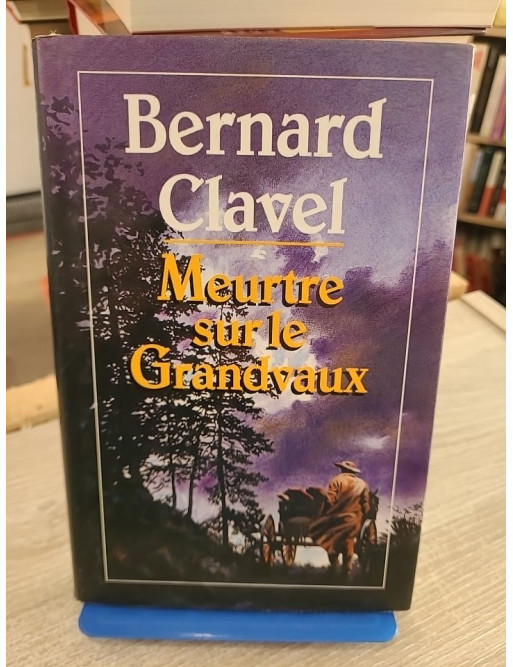 Bernard
Clavel
Meurtre
sur le
Grandvaux